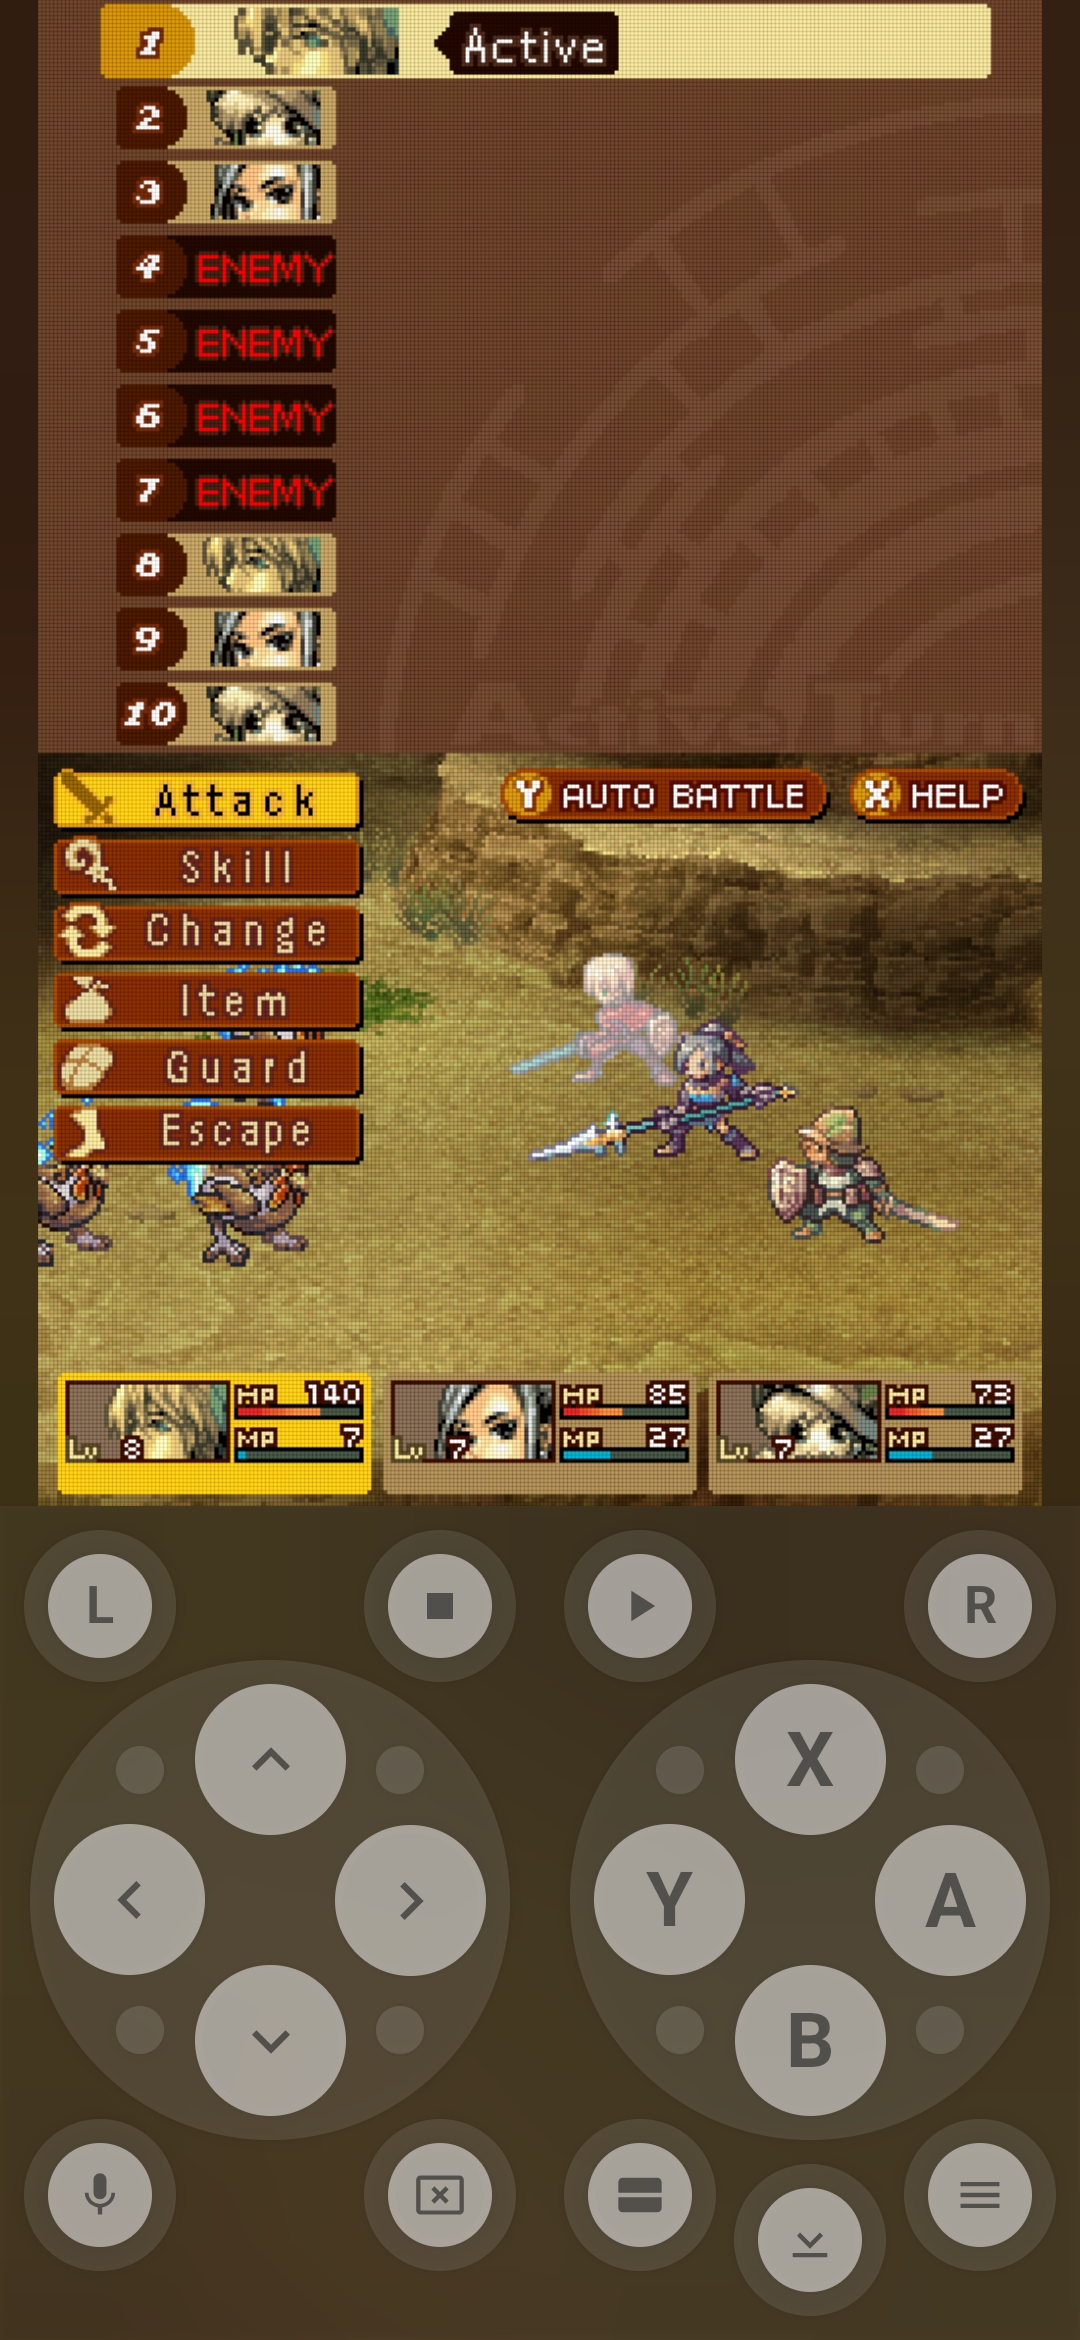 1 Active
2
3
4 ENEMY
5 ENEMY
6 ENEMY
7 ENEMY
8
9
10
Attack
Y AUTO BATTLE X HELP
Skill
Change
Item
Guard
Escape
HP 140 HP 85 HP 73
Lv 8 MP 7 Lv 7 MP 27 Lv 7 MP 27
L R
X
Y A
B